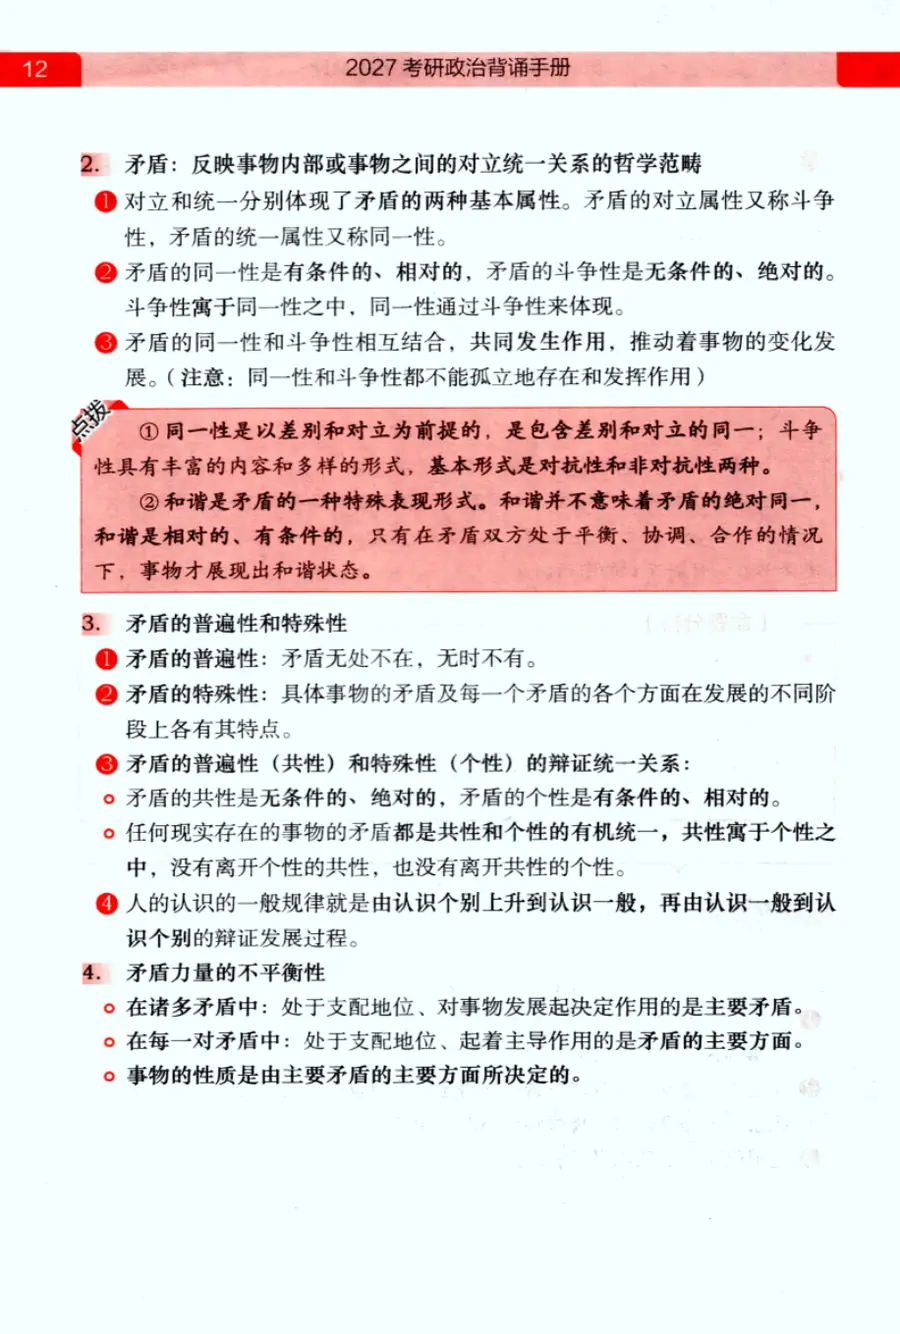 12
2027 考研政治背诵手册
2. 矛盾：反映事物内部或事物之间的对立统一关系的哲学范畴
❶ 对立和统一分别体现了矛盾的两种基本属性。矛盾的对立属性又称斗争
性，矛盾的统一属性又称同一性。
❷ 矛盾的同一性是有条件的、相对的，矛盾的斗争性是无条件的、绝对的。
斗争性寓于同一性之中，同一性通过斗争性来体现。
❸ 矛盾的同一性和斗争性相互结合，共同发生作用，推动着事物的变化发
展。（注意：同一性和斗争性都不能孤立地存在和发挥作用）
点拨
① 同一性是以差别和对立为前提的，是包含差别和对立的同一；斗争
性具有丰富的内容和多样的形式，基本形式是对抗性和非对抗性两种。
② 和谐是矛盾的一种特殊表现形式。和谐并不意味着矛盾的绝对同一，
和谐是相对的、有条件的，只有在矛盾双方处于平衡、协调、合作的情况
下，事物才展现出和谐状态。
3. 矛盾的普遍性和特殊性
❶ 矛盾的普遍性：矛盾无处不在，无时不有。
❷ 矛盾的特殊性：具体事物的矛盾及每一个矛盾的各个方面在发展的不同阶
段上各有其特点。
❸ 矛盾的普遍性（共性）和特殊性（个性）的辩证统一关系：
矛盾的共性是无条件的、绝对的，矛盾的个性是有条件的、相对的。
任何现实存在的事物的矛盾都是共性和个性的有机统一，共性寓于个性之
中，没有离开个性的共性，也没有离开共性的个性。
❹ 人的认识的一般规律就是由认识个别上升到认识一般，再由认识一般到认
识个别的辩证发展过程。
4. 矛盾力量的不平衡性
在诸多矛盾中：处于支配地位、对事物发展起决定作用的是主要矛盾。
在每一对矛盾中：处于支配地位、起着主导作用的是矛盾的主要方面。
事物的性质是由主要矛盾的主要方面所决定的。